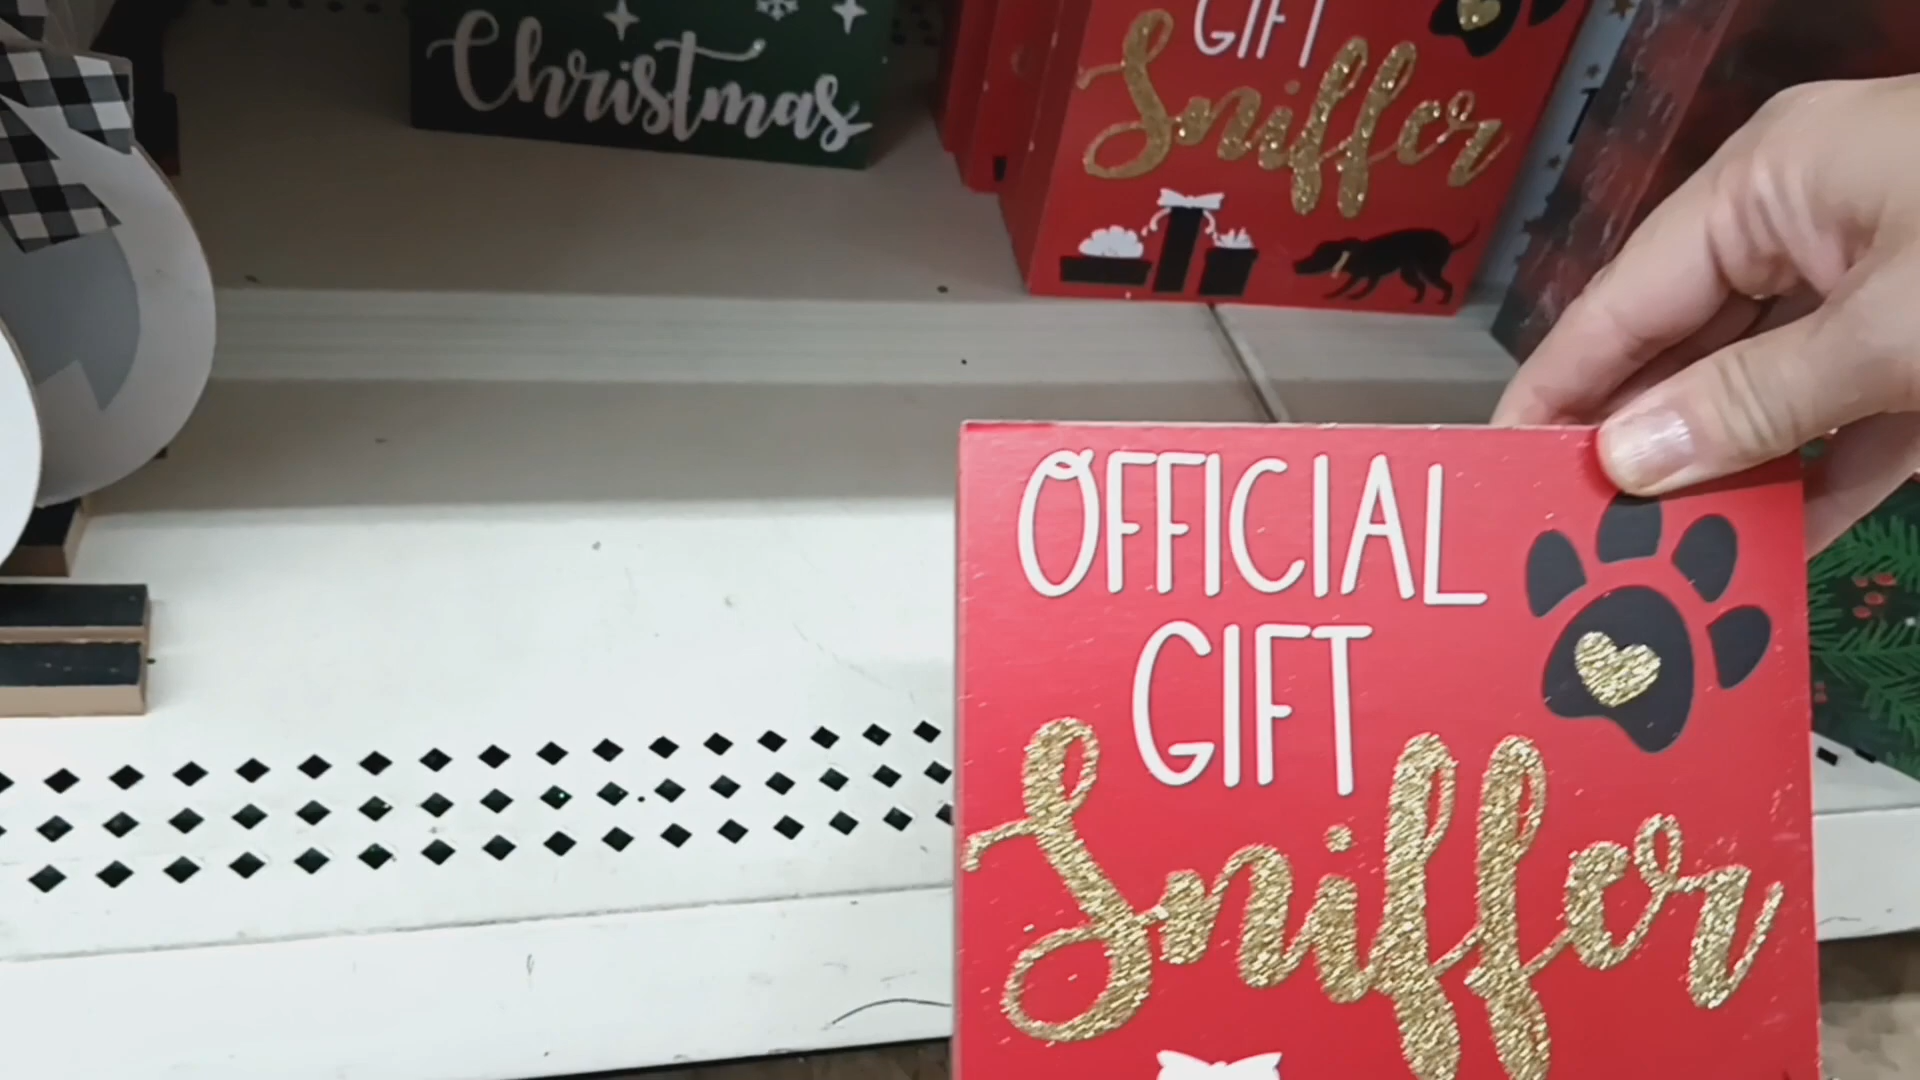 Christmas
GIFT
Sniffer
OFFICIAL
GIFT
Sniffer